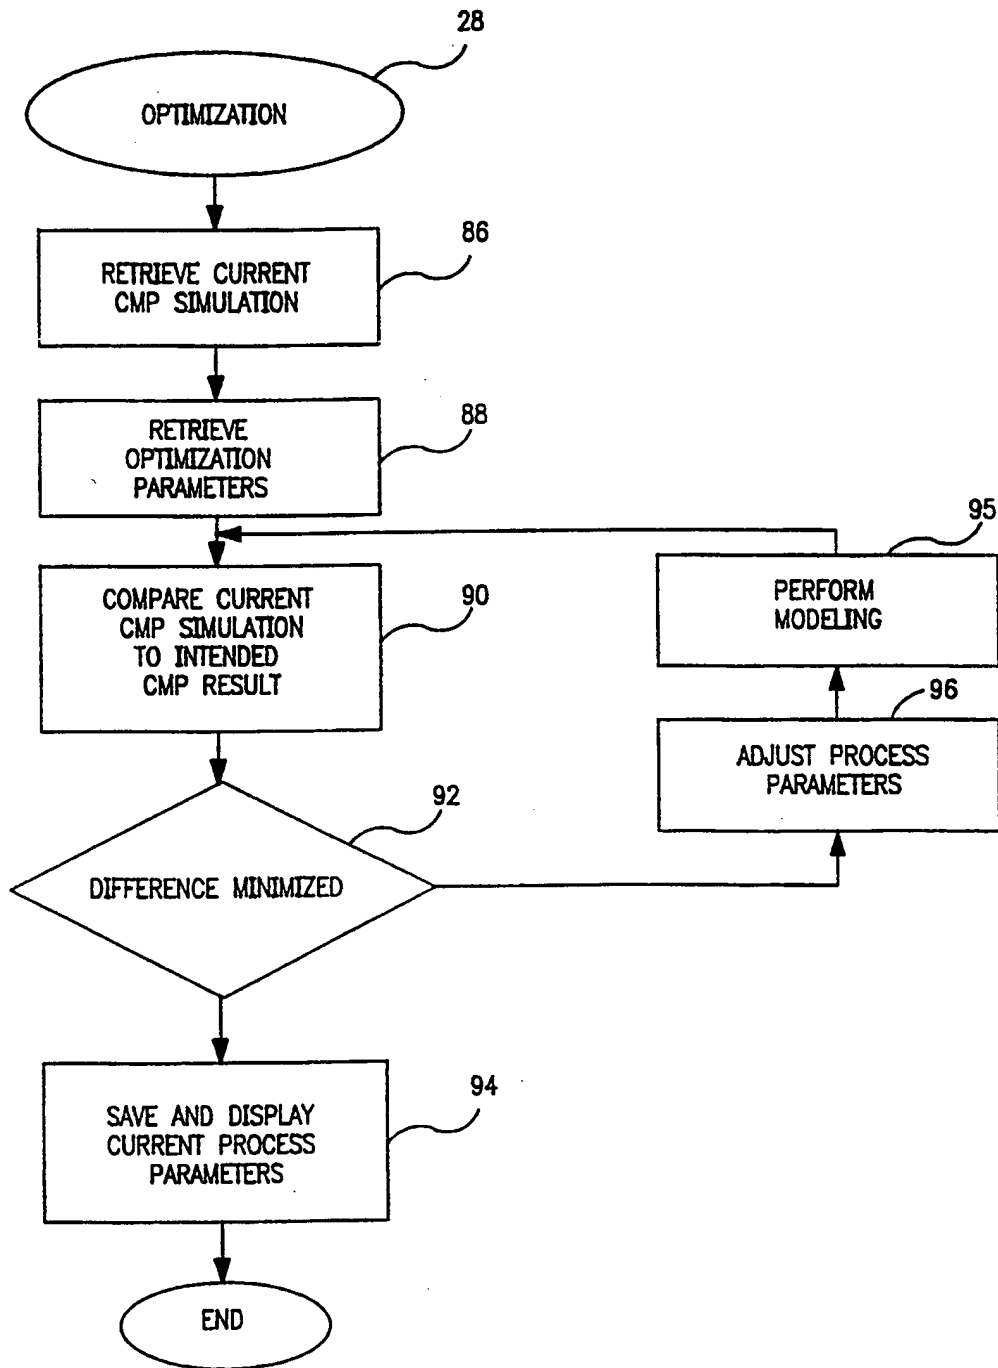 28
OPTIMIZATION
86
RETRIEVE CURRENT
CMP SIMULATION
88
RETRIEVE
OPTIMIZATION
PARAMETERS
95
PERFORM
MODELING
COMPARE CURRENT
CMP SIMULATION
TO INTENDED
CMP RESULT
90
96
ADJUST PROCESS
PARAMETERS
92
DIFFERENCE MINIMIZED
94
SAVE AND DISPLAY
CURRENT PROCESS
PARAMETERS
END